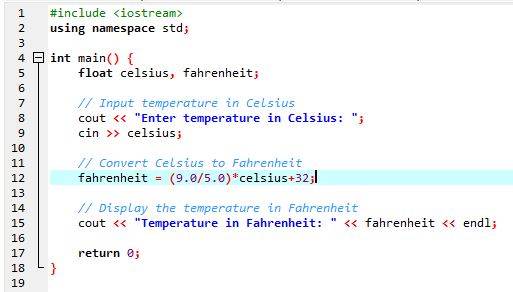 1 #include <iostream>
2 using namespace std;
3
4 int main() {
5 float celsius, fahrenheit;
6
7 // Input temperature in Celsius
8 cout << "Enter temperature in Celsius: ";
9 cin >> celsius;
10
11 // Convert Celsius to Fahrenheit
12 fahrenheit = (9.0/5.0)*celsius+32;
13
14 // Display the temperature in Fahrenheit
15 cout << "Temperature in Fahrenheit: " << fahrenheit << endl;
16
17 return 0;
18 }
19